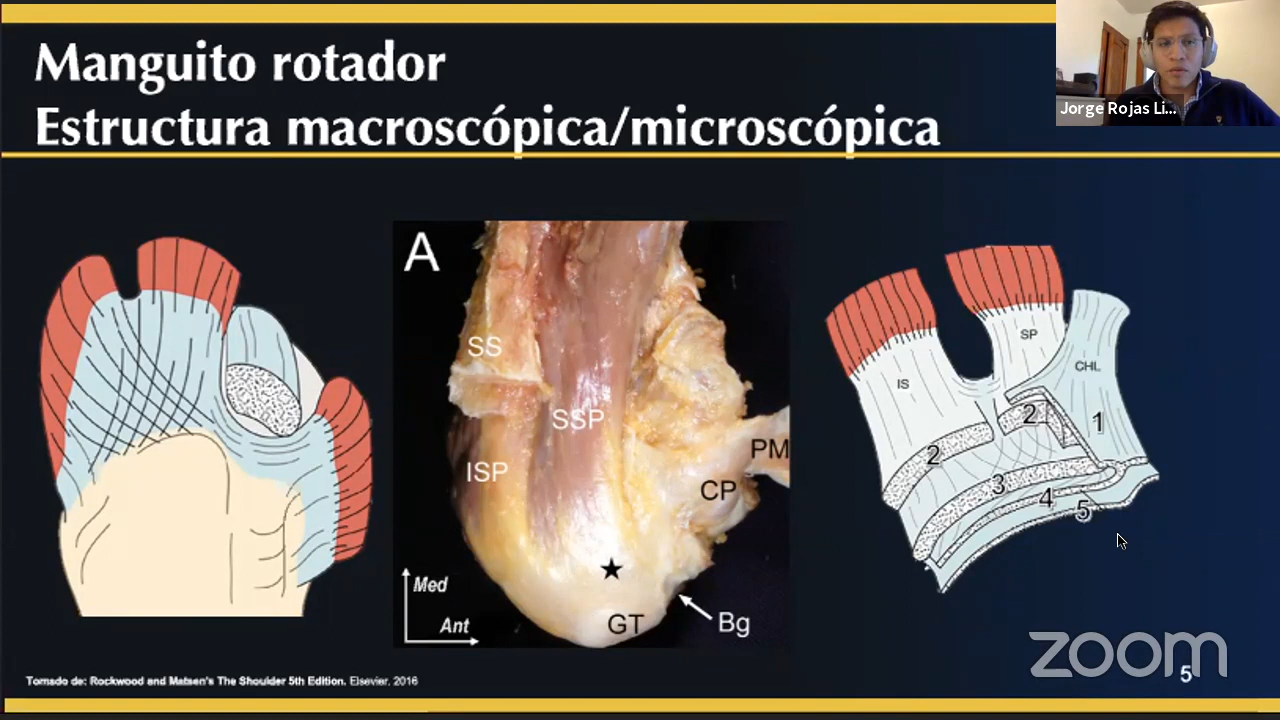 Manguito rotador
Estructura macroscópica/microscópica
Jorge Rojas Li...
A
SS
SSP
ISP
PM
CP
GT
Bg
Med
Ant
SP
IS
CHL
1
2
2
3
4
5
zoom
Tomado de: Rockwood and Matsen's The Shoulder 5th Edition. Elsevier. 2016
5